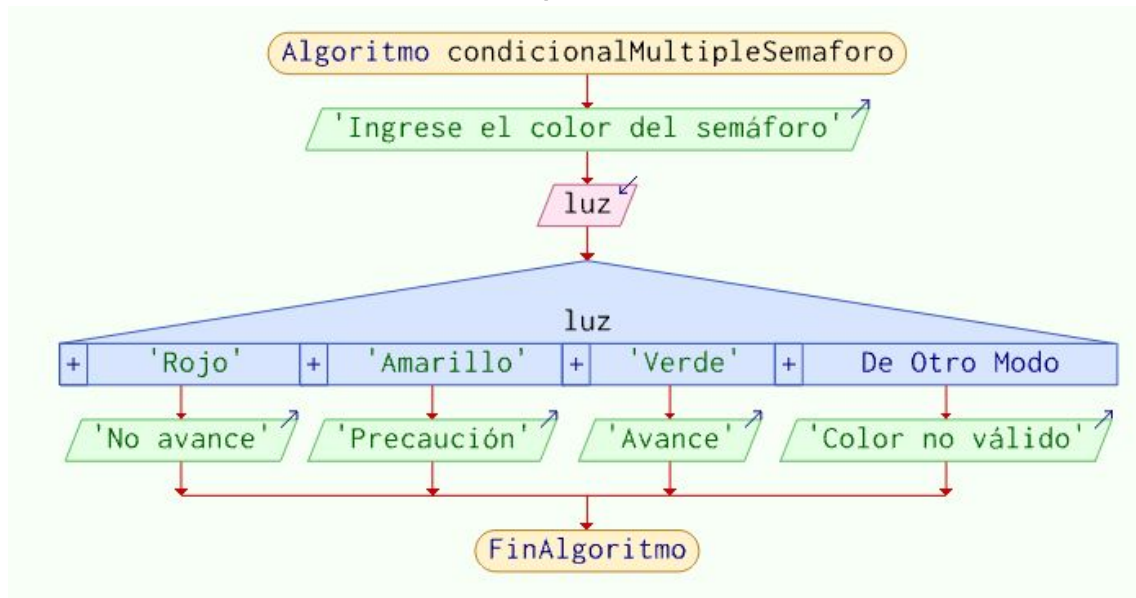 Algoritmo condicionalMultipleSemaforo
'Ingrese el color del semáforo'
luz
luz
+ 'Rojo' + 'Amarillo' + 'Verde' + De Otro Modo
'No avance' 'Precaución' 'Avance' 'Color no válido'
FinAlgoritmo